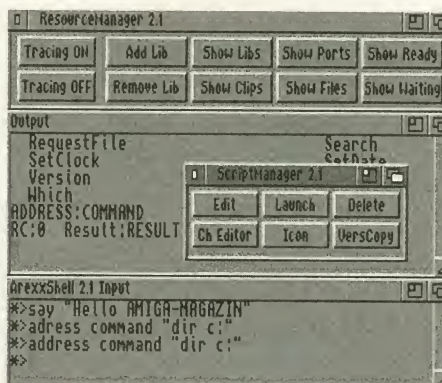 ResourceManager 2.1
Tracing ON Add Lib Show Libs Show Ports Show Ready
Tracing OFF Remove Lib Show Clips Show Files Show Waiting
Output
RequestFile Search
SetClock SetDate
Version
Which
ADDRESS:COMMAND
RC:0 Result:RESULT
ScriptManager 2.1
Edit Launch Delete
Ch Editor Icon VersCopy
ArexxShell 2.1 Input
*>say "Hello AMIGA-MAGAZIN"
*>adress command "dir c:"
*>address command "dir c:"
*>